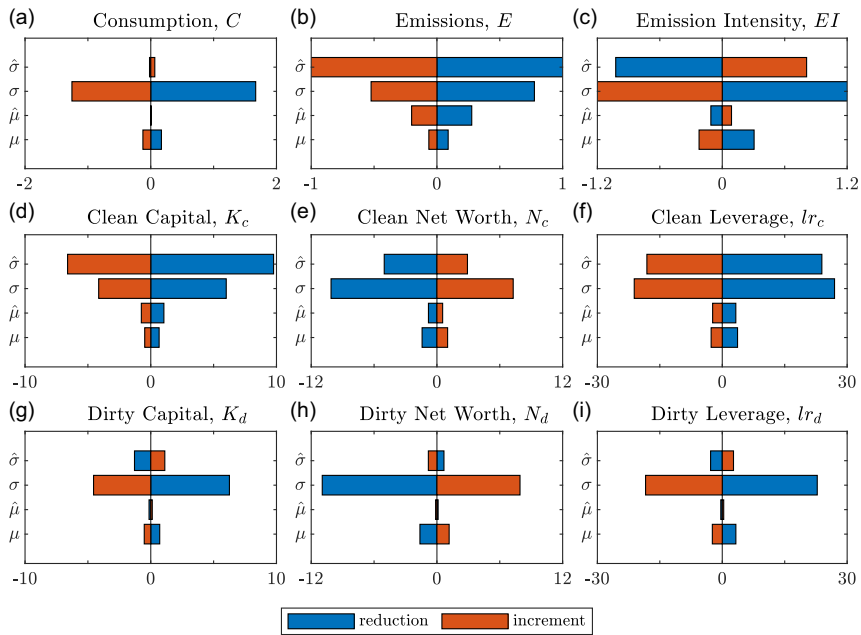 (a) Consumption, C
σ̂
σ
μ̂
μ
-2 0 2
(b) Emissions, E
σ̂
σ
μ̂
μ
-1 0 1
(c) Emission Intensity, EI
σ̂
σ
μ̂
μ
-1.2 0 1.2
(d) Clean Capital, K_c
σ̂
σ
μ̂
μ
-10 0 10
(e) Clean Net Worth, N_c
σ̂
σ
μ̂
μ
-12 0 12
(f) Clean Leverage, lr_c
σ̂
σ
μ̂
μ
-30 0 30
(g) Dirty Capital, K_d
σ̂
σ
μ̂
μ
-10 0 10
(h) Dirty Net Worth, N_d
σ̂
σ
μ̂
μ
-12 0 12
(i) Dirty Leverage, lr_d
σ̂
σ
μ̂
μ
-30 0 30
reduction increment